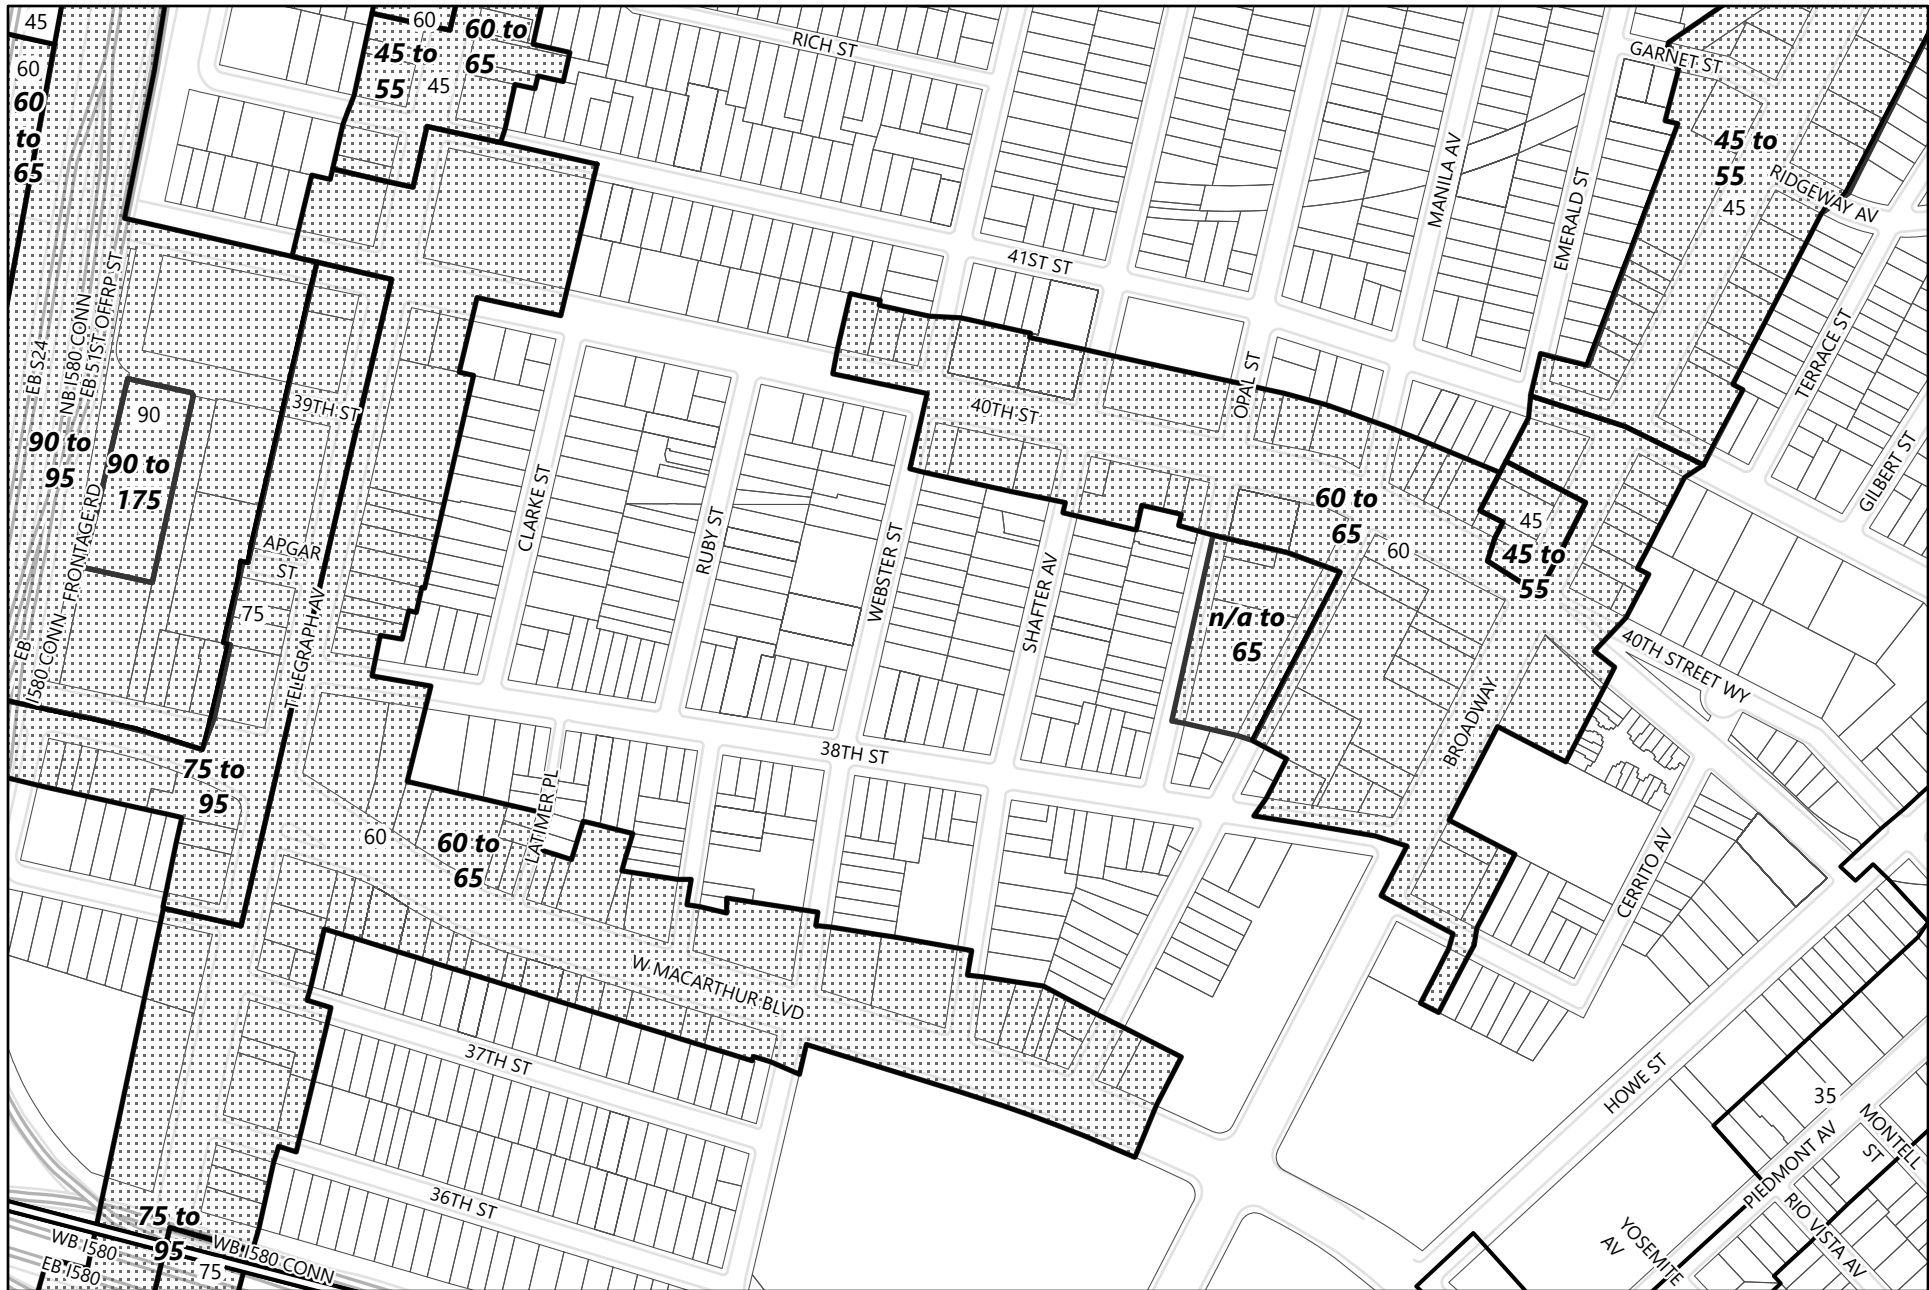 45
60
60 to
65
RICH ST
45 to
55
45
60
60
to
65
GARNET ST
45 to
55
45
RIDGEWAY AV
MANILA AV
EMERALD ST
41ST ST
EB S24
NB I580 CONN
EB 51ST OFFRP ST
90
90 to
95
90 to
175
39TH ST
OPAL ST
40TH ST
TERRACE ST
GILBERT ST
CLARKE ST
RUBY ST
WEBSTER ST
SHAFTER AV
60 to
65
60
45
45 to
55
EB
I580 CONN
FRONTAGE RD
APGAR
ST
75
TELEGRAPH AV
n/a to
65
40TH STREET WY
BROADWAY
38TH ST
75 to
95
60
60 to
65
LATIMER PL
CERRITO AV
W MACARTHUR BLVD
37TH ST
HOWE ST
35
MONTELL
ST
PIEDMONT AV
RIO VISTA AV
YOSEMITE
AV
36TH ST
75 to
95
75
WB I580
EB I580
WB I580 CONN